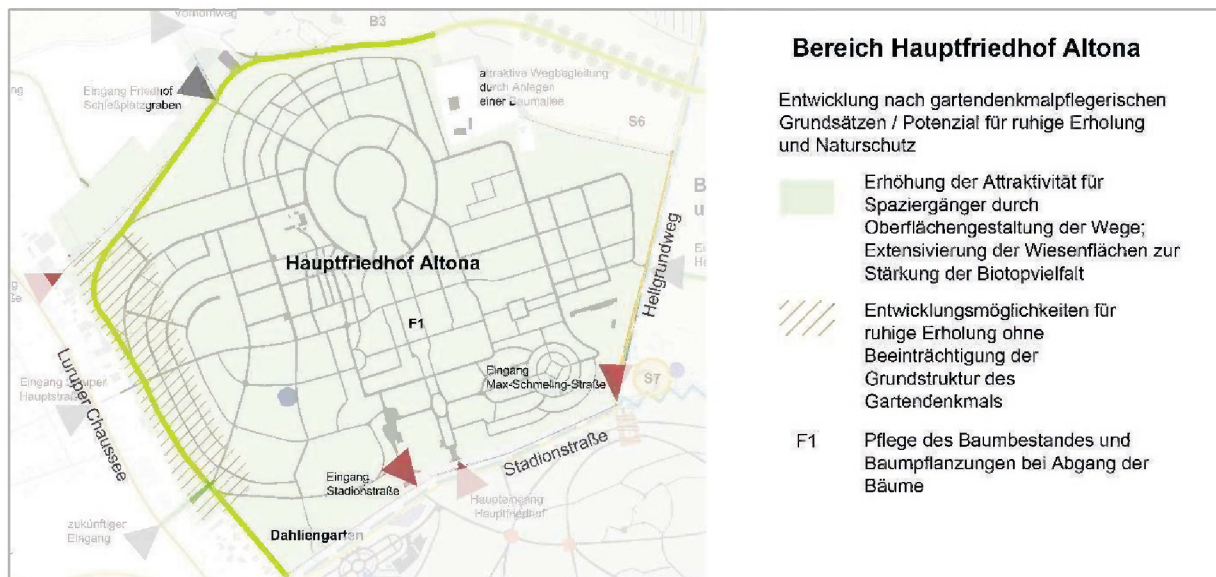 Vornornweg
B3
Eingang Friedhof
Schießplatzgraben
attraktive Wegbegleitung
durch Anlegen
einer Baumallee
S6
Hauptfriedhof Altona
F1
Hellgrundweg
Luruper Chaussee
Eingang Luruper
Hauptstraße
Eingang
Max-Schmeling-Straße
S7
Stadionstraße
Eingang
Stadionstraße
Haupteingang
Hauptfriedhof
zukünftiger
Eingang
Dahliengarten
Bereich Hauptfriedhof Altona
Entwicklung nach gartendenkmalpflegerischen
Grundsätzen / Potenzial für ruhige Erholung
und Naturschutz
Erhöhung der Attraktivität für
Spaziergänger durch
Oberflächengestaltung der Wege;
Extensivierung der Wiesenflächen zur
Stärkung der Biotopvielfalt
Entwicklungsmöglichkeiten für
ruhige Erholung ohne
Beeinträchtigung der
Grundstruktur des
Gartendenkmals
F1
Pflege des Baumbestandes und
Baumpflanzungen bei Abgang der
Bäume